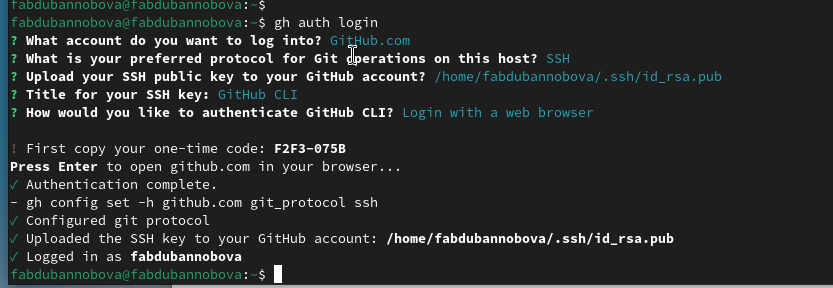 fabdubannobova@fabdubannobova:~$
fabdubannobova@fabdubannobova:~$ gh auth login
? What account do you want to log into? GitHub.com
? What is your preferred protocol for Git operations on this host? SSH
? Upload your SSH public key to your GitHub account? /home/fabdubannobova/.ssh/id_rsa.pub
? Title for your SSH key: GitHub CLI
? How would you like to authenticate GitHub CLI? Login with a web browser
! First copy your one-time code: F2F3-075B
Press Enter to open github.com in your browser...
✓ Authentication complete.
- gh config set -h github.com git_protocol ssh
✓ Configured git protocol
✓ Uploaded the SSH key to your GitHub account: /home/fabdubannobova/.ssh/id_rsa.pub
✓ Logged in as fabdubannobova
fabdubannobova@fabdubannobova:~$